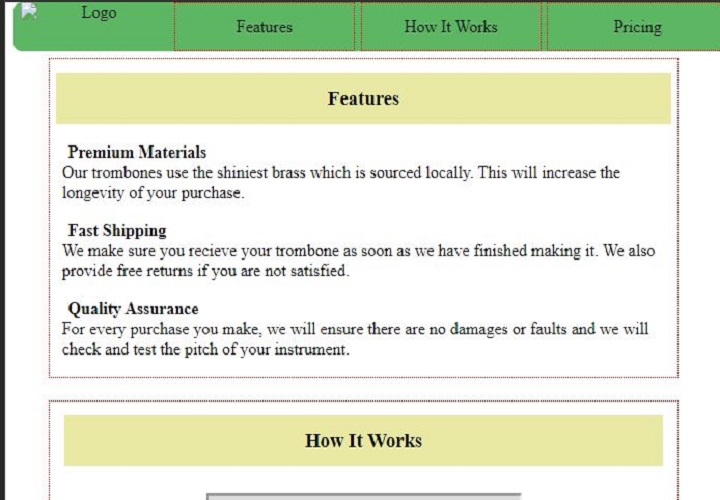 Logo
Features
How It Works
Pricing
Features
Premium Materials
Our trombones use the shiniest brass which is sourced locally. This will increase the
longevity of your purchase.
Fast Shipping
We make sure you recieve your trombone as soon as we have finished making it. We also
provide free returns if you are not satisfied.
Quality Assurance
For every purchase you make, we will ensure there are no damages or faults and we will
check and test the pitch of your instrument.
How It Works